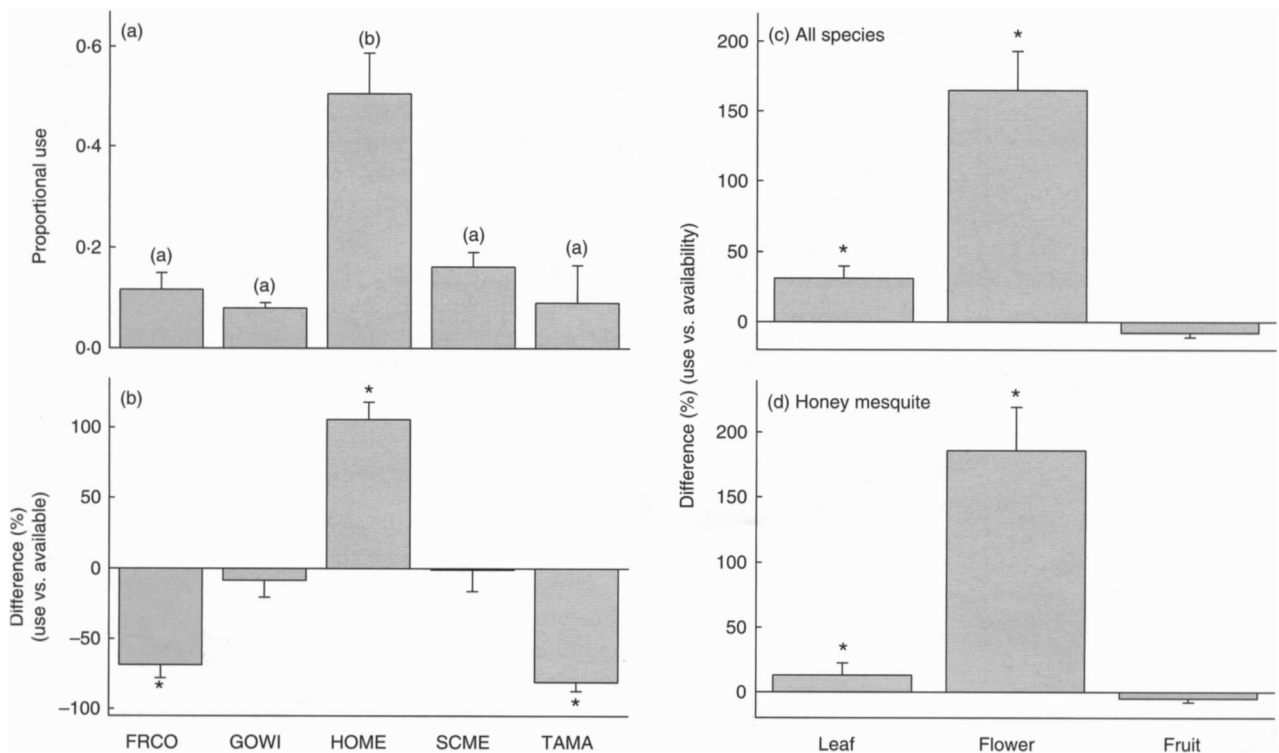 (a)
(b)
0·6
0·4
0·2
0·0
Proportional use
(a)
(a)
(a)
(a)
(b)
*
100
50
0
–50
–100
Difference (%)
(use vs. available)
*
*
FRCO GOWI HOME SCME TAMA
(c) All species
*
200
150
100
50
0
*
Difference (%) (use vs. availability)
(d) Honey mesquite
*
200
150
100
50
0
*
Leaf Flower Fruit